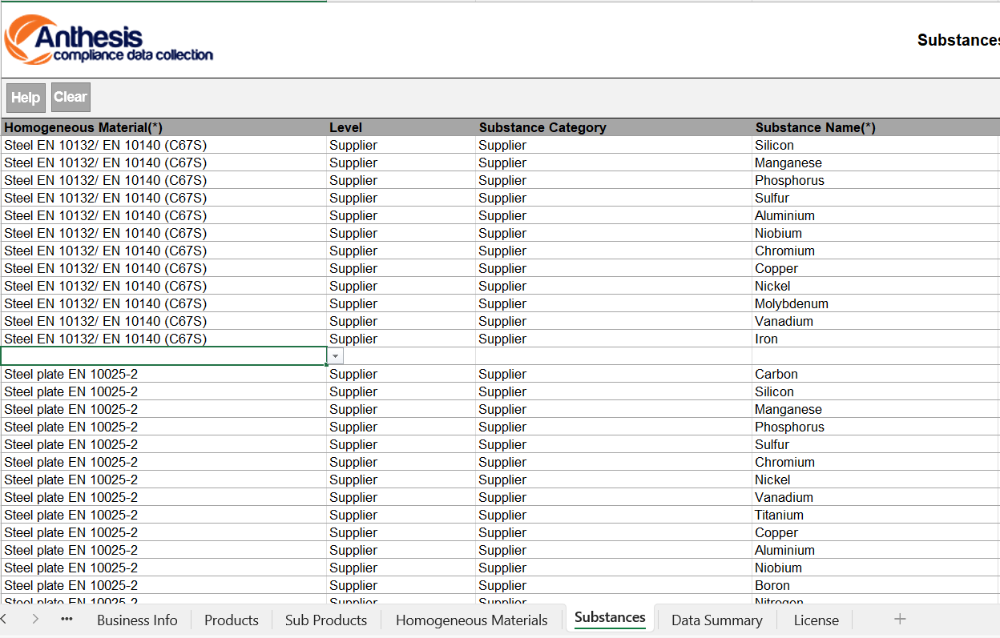 Anthesis
compliance data collection
Substances
Help Clear
Homogeneous Material(*) Level Substance Category Substance Name(*)
Steel EN 10132/ EN 10140 (C67S) Supplier Supplier Silicon
Steel EN 10132/ EN 10140 (C67S) Supplier Supplier Manganese
Steel EN 10132/ EN 10140 (C67S) Supplier Supplier Phosphorus
Steel EN 10132/ EN 10140 (C67S) Supplier Supplier Sulfur
Steel EN 10132/ EN 10140 (C67S) Supplier Supplier Aluminium
Steel EN 10132/ EN 10140 (C67S) Supplier Supplier Niobium
Steel EN 10132/ EN 10140 (C67S) Supplier Supplier Chromium
Steel EN 10132/ EN 10140 (C67S) Supplier Supplier Copper
Steel EN 10132/ EN 10140 (C67S) Supplier Supplier Nickel
Steel EN 10132/ EN 10140 (C67S) Supplier Supplier Molybdenum
Steel EN 10132/ EN 10140 (C67S) Supplier Supplier Vanadium
Steel EN 10132/ EN 10140 (C67S) Supplier Supplier Iron
Steel plate EN 10025-2 Supplier Supplier Carbon
Steel plate EN 10025-2 Supplier Supplier Silicon
Steel plate EN 10025-2 Supplier Supplier Manganese
Steel plate EN 10025-2 Supplier Supplier Phosphorus
Steel plate EN 10025-2 Supplier Supplier Sulfur
Steel plate EN 10025-2 Supplier Supplier Chromium
Steel plate EN 10025-2 Supplier Supplier Nickel
Steel plate EN 10025-2 Supplier Supplier Vanadium
Steel plate EN 10025-2 Supplier Supplier Titanium
Steel plate EN 10025-2 Supplier Supplier Copper
Steel plate EN 10025-2 Supplier Supplier Aluminium
Steel plate EN 10025-2 Supplier Supplier Niobium
Steel plate EN 10025-2 Supplier Supplier Boron
Steel plate EN 10025-2 Supplier Supplier Nitrogen
Business Info Products Sub Products Homogeneous Materials Substances Data Summary License